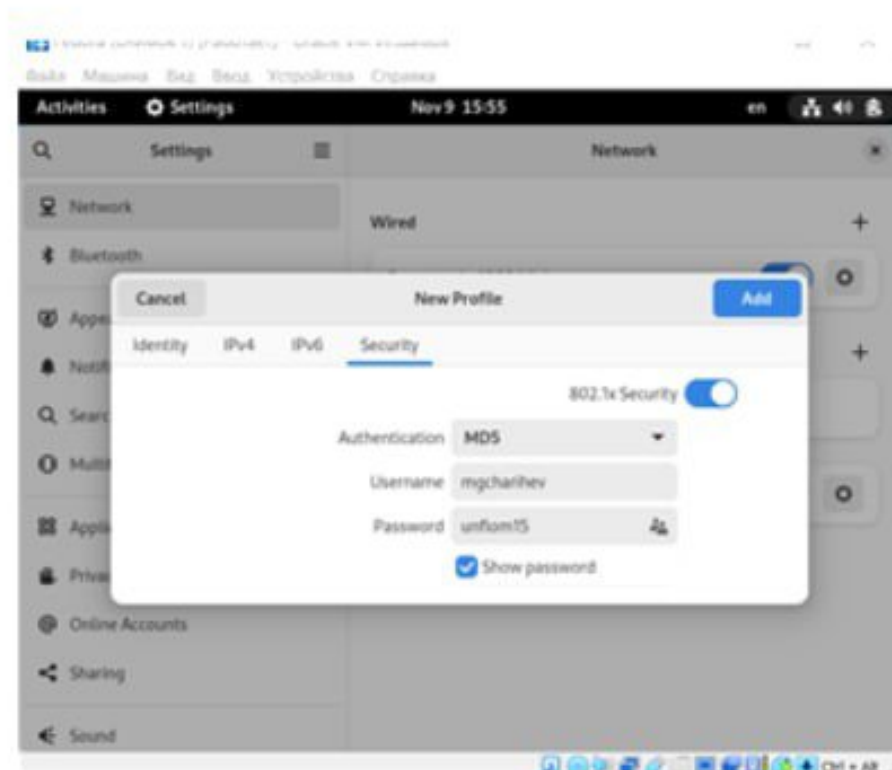 Файл Машина Вид Ввод Устройства Справка
Activities Settings Nov 9 15:55 en
Settings Network
Network
Wired
Bluetooth
Cancel New Profile Add
Identity IPv4 IPv6 Security
802.1x Security
Authentication MD5
Username mgcharihev
Password unfiom15
Show password
Online Accounts
Sharing
Sound